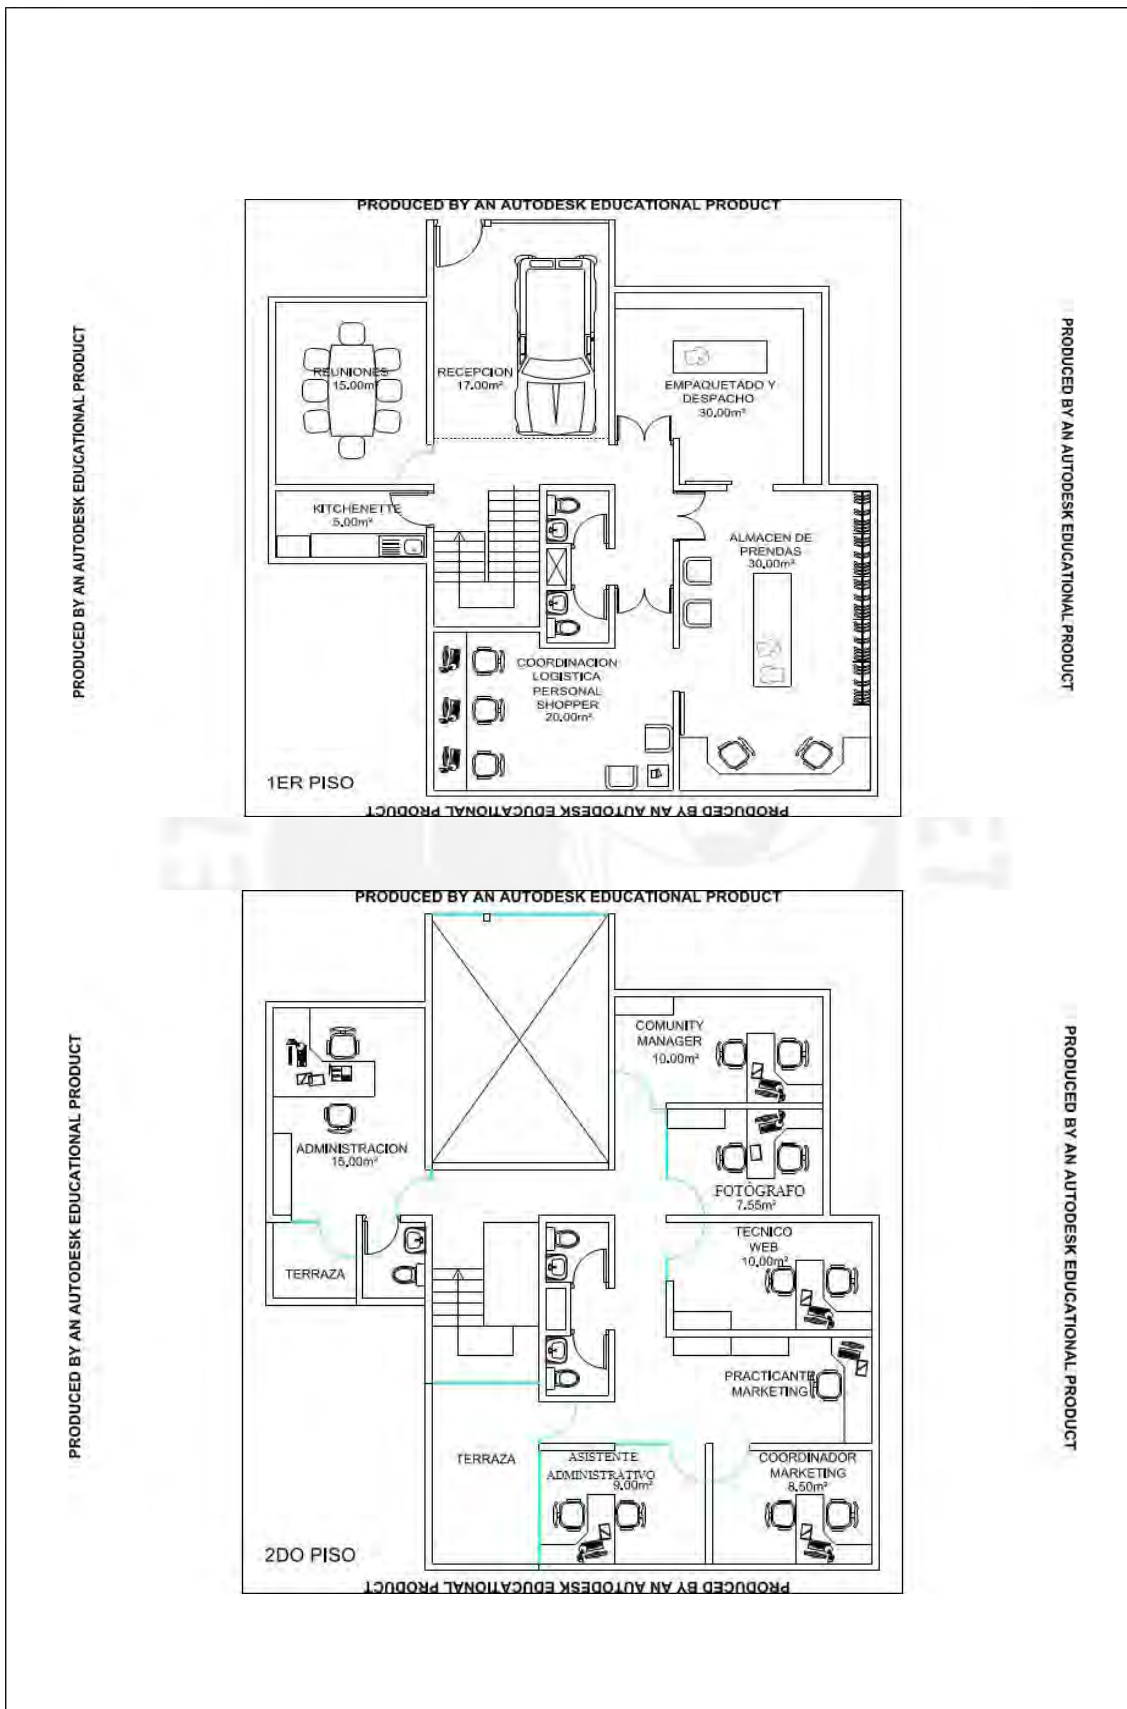 PRODUCED BY AN AUTODESK EDUCATIONAL PRODUCT
PRODUCED BY AN AUTODESK EDUCATIONAL PRODUCT
PRODUCED BY AN AUTODESK EDUCATIONAL PRODUCT
REUNIONES
15.00m²
RECEPCION
17.00m²
EMPAQUETADO Y
DESPACHO
30.00m²
KITCHENETTE
5.00m²
ALMACEN DE
PRENDAS
30.00m²
COORDINACION
LOGISTICA
PERSONAL
SHOPPER
20.00m²
1ER PISO
PRODUCED BY AN AUTODESK EDUCATIONAL PRODUCT
PRODUCED BY AN AUTODESK EDUCATIONAL PRODUCT
PRODUCED BY AN AUTODESK EDUCATIONAL PRODUCT
PRODUCED BY AN AUTODESK EDUCATIONAL PRODUCT
COMUNITY
MANAGER
10.00m²
ADMINISTRACION
15.00m²
FOTÓGRAFO
7.55m²
TERRAZA
TECNICO
WEB
10.00m²
PRACTICANTE
MARKETING
TERRAZA
ASISTENTE
ADMINISTRATIVO
9.00m²
COORDINADOR
MARKETING
8.50m²
2DO PISO
PRODUCED BY AN AUTODESK EDUCATIONAL PRODUCT